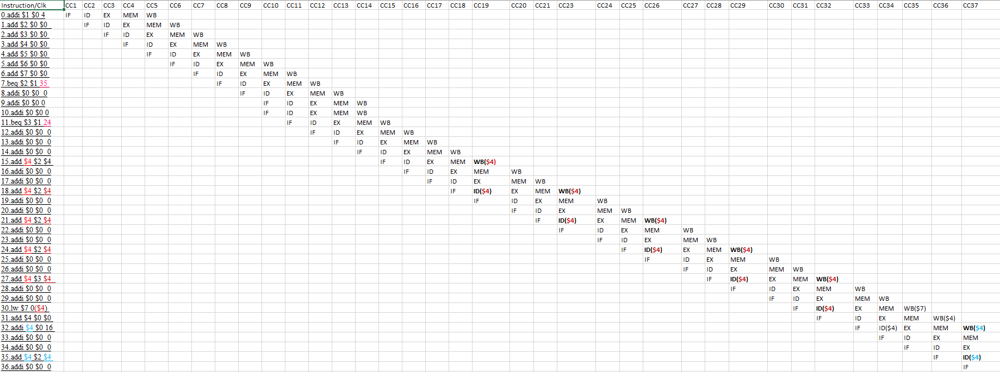 Instruction/Clk CC1 CC2 CC3 CC4 CC5 CC6 CC7 CC8 CC9 CC10 CC11 CC12 CC13 CC14 CC15 CC16 CC17 CC18 CC19 CC20 CC21 CC23 CC24 CC25 CC26 CC27 CC28 CC29 CC30 CC31 CC32 CC33 CC34 CC35 CC36 CC37
0.addi $1 $0 4 IF ID EX MEM WB
1.add $2 $0 $0 IF ID EX MEM WB
2.add $3 $0 $0 IF ID EX MEM WB
3.add $4 $0 $0 IF ID EX MEM WB
4.add $5 $0 $0 IF ID EX MEM WB
5.add $6 $0 $0 IF ID EX MEM WB
6.add $7 $0 $0 IF ID EX MEM WB
7.beq $2 $1 35 IF ID EX MEM WB
8.addi $0 $0 0 IF ID EX MEM WB
9.addi $0 $0 0 IF ID EX MEM WB
10.addi $0 $0 0 IF ID EX MEM WB
11.beq $3 $1 24 IF ID EX MEM WB
12.addi $0 $0 0 IF ID EX MEM WB
13.addi $0 $0 0 IF ID EX MEM WB
14.addi $0 $0 0 IF ID EX MEM WB
15.add $4 $2 $4 IF ID EX MEM WB($4)
16.addi $0 $0 0 IF ID EX MEM WB
17.addi $0 $0 0 IF ID EX MEM WB
18.add $4 $2 $4 IF ID($4) EX MEM WB($4)
19.addi $0 $0 0 IF ID EX MEM WB
20.addi $0 $0 0 IF ID EX MEM WB
21.add $4 $2 $4 IF ID($4) EX MEM WB($4)
22.addi $0 $0 0 IF ID EX MEM WB
23.addi $0 $0 0 IF ID EX MEM WB
24.add $4 $2 $4 IF ID($4) EX MEM WB($4)
25.addi $0 $0 0 IF ID EX MEM WB
26.addi $0 $0 0 IF ID EX MEM WB
27.add $4 $3 $4 IF ID($4) EX MEM WB($4)
28.addi $0 $0 0 IF ID EX MEM WB
29.addi $0 $0 0 IF ID EX MEM WB
30.lw $7 0($4) IF ID($4) EX MEM WB($7)
31.add $4 $0 $0 IF ID EX MEM WB($4)
32.addi $4 $0 16 IF ID($4) EX MEM WB($4)
33.addi $0 $0 0 IF ID EX MEM
34.addi $0 $0 0 IF ID EX
35.add $4 $2 $4 IF ID($4)
36.addi $0 $0 0 IF